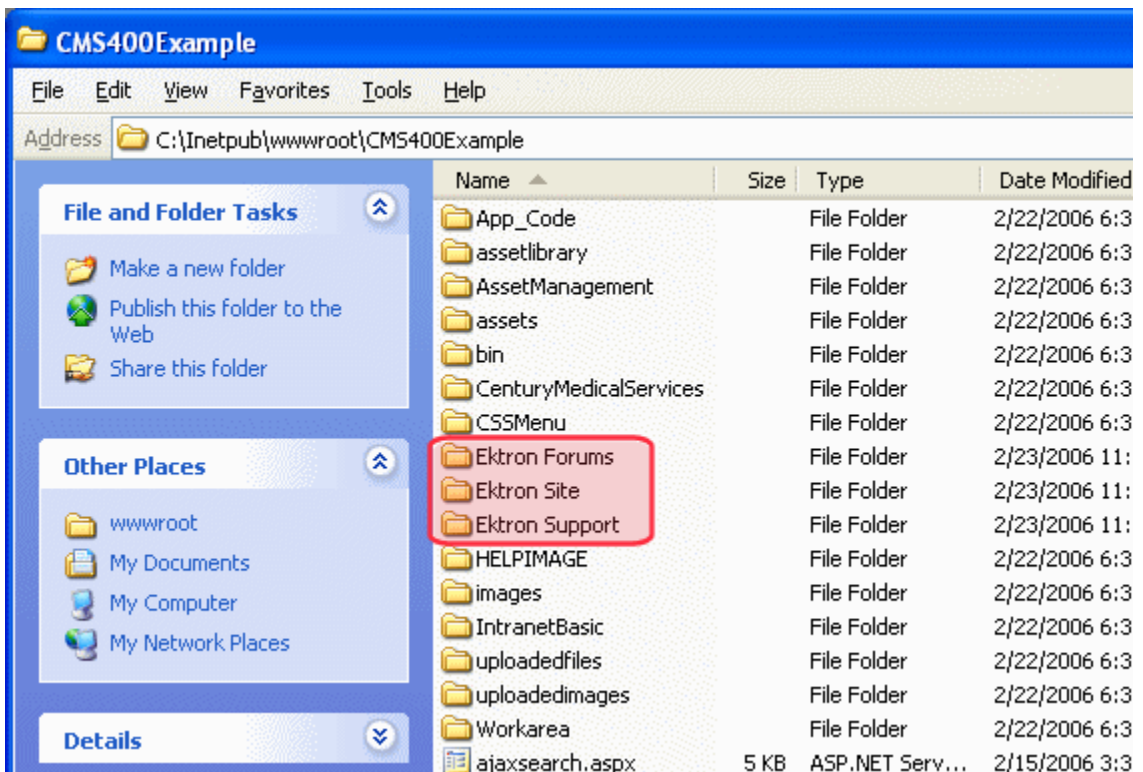 CMS400Example
File Edit View Favorites Tools Help
Address C:\Inetpub\wwwroot\CMS400Example
File and Folder Tasks
Make a new folder
Publish this folder to the
Web
Share this folder
Other Places
wwwroot
My Documents
My Computer
My Network Places
Details
Name Size Type Date Modified
App_Code File Folder 2/22/2006 6:3
assetlibrary File Folder 2/22/2006 6:3
AssetManagement File Folder 2/22/2006 6:3
assets File Folder 2/22/2006 6:3
bin File Folder 2/22/2006 6:3
CenturyMedicalServices File Folder 2/22/2006 6:3
CSSMenu File Folder 2/22/2006 6:3
Ektron Forums File Folder 2/23/2006 11:
Ektron Site File Folder 2/23/2006 11:
Ektron Support File Folder 2/23/2006 11:
HELPIMAGE File Folder 2/22/2006 6:3
images File Folder 2/22/2006 6:3
IntranetBasic File Folder 2/22/2006 6:3
uploadedfiles File Folder 2/22/2006 6:3
uploadedimages File Folder 2/22/2006 6:3
Workarea File Folder 2/22/2006 6:3
ajaxsearch.aspx 5 KB ASP.NET Serv... 2/15/2006 3:3